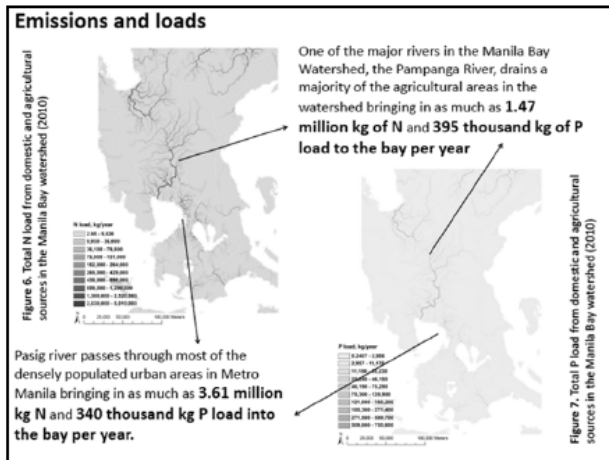 Emissions and loads
One of the major rivers in the Manila Bay
Watershed, the Pampanga River, drains a
majority of the agricultural areas in the
watershed bringing in as much as 1.47
million kg of N and 395 thousand kg of P
load to the bay per year
Figure 6. Total N load from domestic and agricultural
sources in the Manila Bay watershed (2010)
N load, kg/year
Figure 7. Total P load from domestic and agricultural
sources in the Manila Bay watershed (2010)
P load, kg/year
Pasig river passes through most of the
densely populated urban areas in Metro
Manila bringing in as much as 3.61 million
kg N and 340 thousand kg P load into
the bay per year.